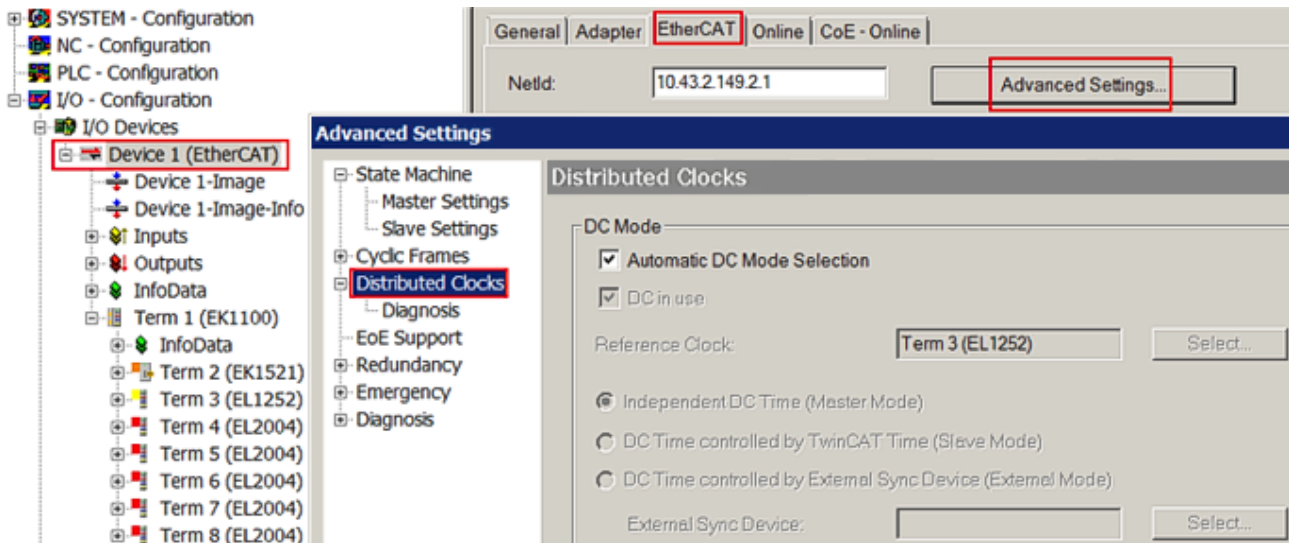 SYSTEM - Configuration
NC - Configuration
PLC - Configuration
I/O - Configuration
I/O Devices
Device 1 (EtherCAT)
Device 1-Image
Device 1-Image-Info
Inputs
Outputs
InfoData
Term 1 (EK1100)
InfoData
Term 2 (EK1521)
Term 3 (EL1252)
Term 4 (EL2004)
Term 5 (EL2004)
Term 6 (EL2004)
Term 7 (EL2004)
Term 8 (EL2004)
General Adapter EtherCAT Online CoE - Online
NetId: 10.43.2.149.2.1 Advanced Settings...
Advanced Settings
State Machine
Master Settings
Slave Settings
Cyclic Frames
Distributed Clocks
Diagnosis
EoE Support
Redundancy
Emergency
Diagnosis
Distributed Clocks
DC Mode
Automatic DC Mode Selection
DC in use
Reference Clock: Term 3 (EL1252) Select...
Independent DC Time (Master Mode)
DC Time controlled by TwinCAT Time (Slave Mode)
DC Time controlled by External Sync Device (External Mode)
External Sync Device: Select...